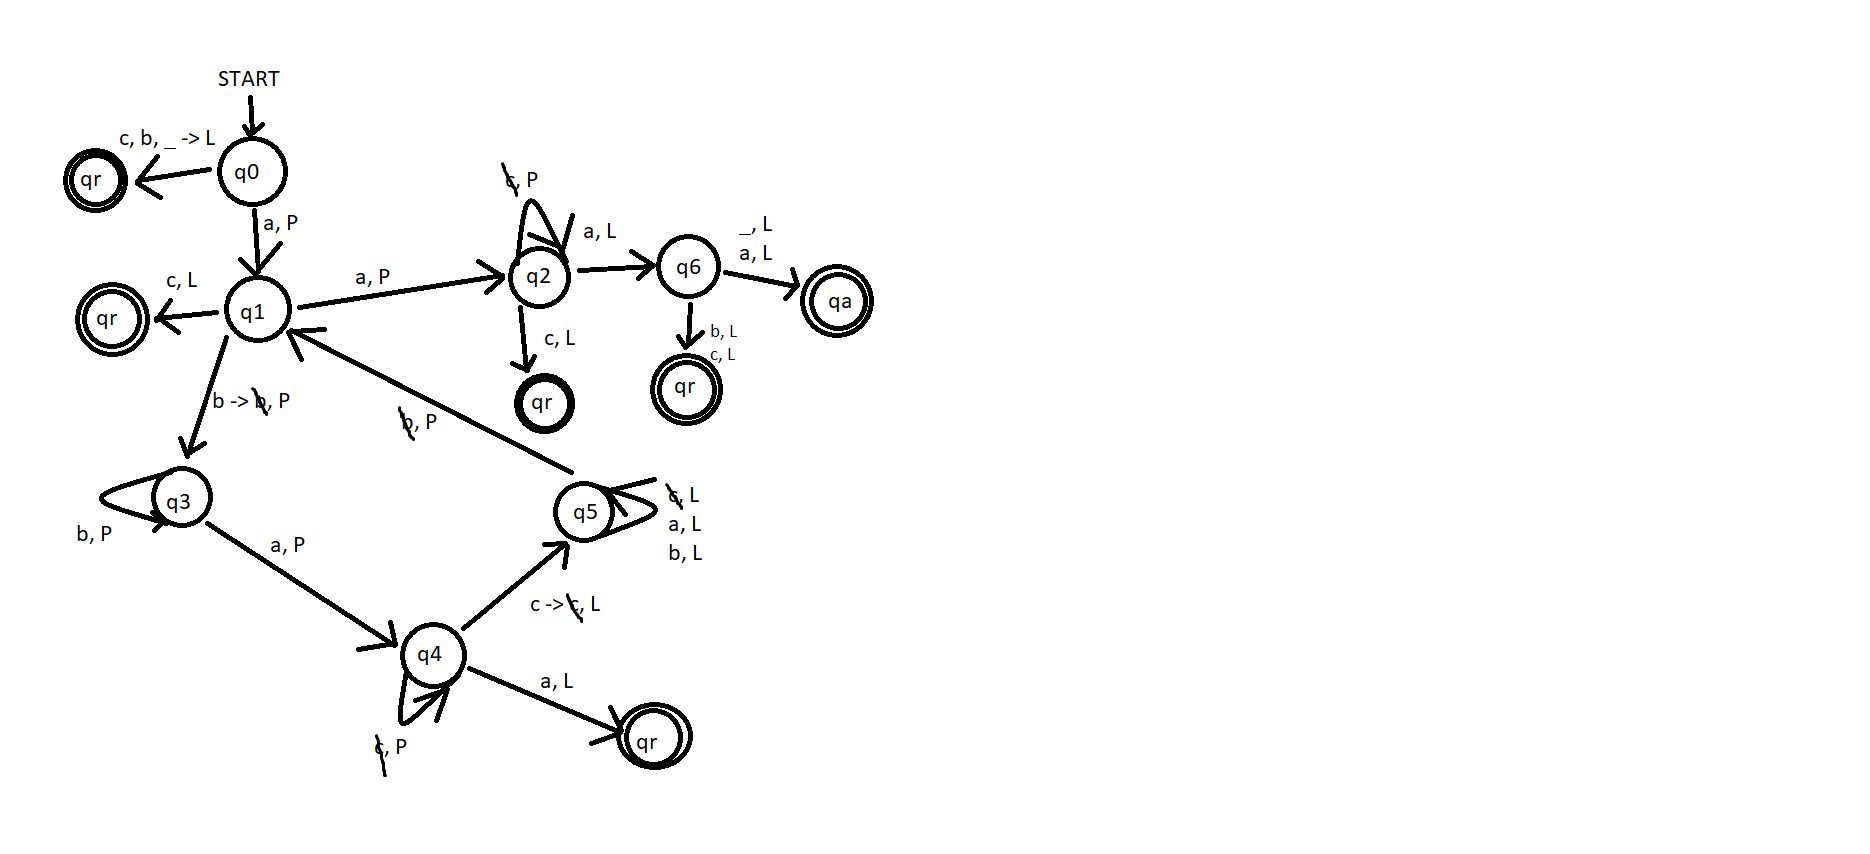 START
c, b, _ -> L
qr
q0
a, P
c, L
qr
q1
a, P
c, P
q2
a, L
q6
_, L
a, L
qa
c, L
qr
b, L
c, L
qr
b -> b, P
b, P
q3
b, P
a, P
q5
c, L
a, L
b, L
c -> c, L
q4
c, P
a, L
qr